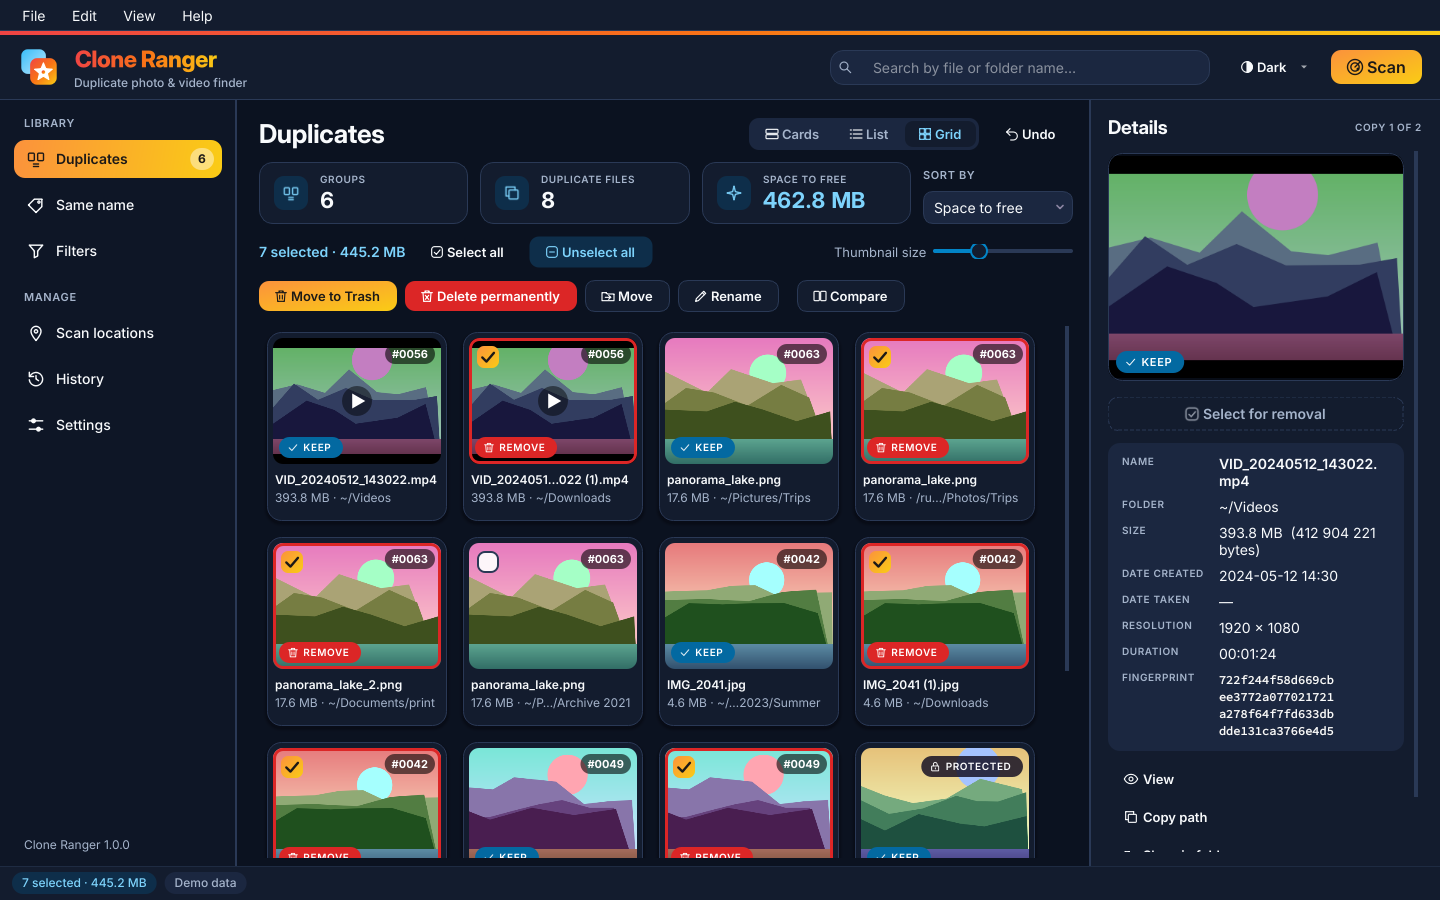 File Edit View Help
Clone Ranger
Duplicate photo & video finder
Search by file or folder name...
Dark
Scan
LIBRARY
Duplicates 6
Same name
Filters
MANAGE
Scan locations
History
Settings
Clone Ranger 1.0.0
Duplicates
Cards List Grid
Undo
GROUPS
6
DUPLICATE FILES
8
SPACE TO FREE
462.8 MB
SORT BY
Space to free
7 selected · 445.2 MB
Select all
Unselect all
Thumbnail size
Move to Trash
Delete permanently
Move
Rename
Compare
#0056
KEEP
VID_20240512_143022.mp4
393.8 MB · ~/Videos
#0056
REMOVE
VID_2024051...022 (1).mp4
393.8 MB · ~/Downloads
#0063
KEEP
panorama_lake.png
17.6 MB · ~/Pictures/Trips
#0063
REMOVE
panorama_lake.png
17.6 MB · /ru.../Photos/Trips
#0063
REMOVE
panorama_lake_2.png
17.6 MB · ~/Documents/print
#0063
panorama_lake.png
17.6 MB · ~/P.../Archive 2021
#0042
KEEP
IMG_2041.jpg
4.6 MB · ~/...2023/Summer
#0042
REMOVE
IMG_2041 (1).jpg
4.6 MB · ~/Downloads
#0042
REMOVE
#0049
KEEP
#0049
REMOVE
PROTECTED
KEEP
Details
COPY 1 OF 2
KEEP
Select for removal
NAME VID_20240512_143022.
mp4
FOLDER ~/Videos
SIZE 393.8 MB (412 904 221
bytes)
DATE CREATED 2024-05-12 14:30
DATE TAKEN —
RESOLUTION 1920 × 1080
DURATION 00:01:24
FINGERPRINT 722f244f58d669cb
ee3772a077021721
a278f64f7fd633db
dde131ca3766e4d5
View
Copy path
7 selected · 445.2 MB
Demo data